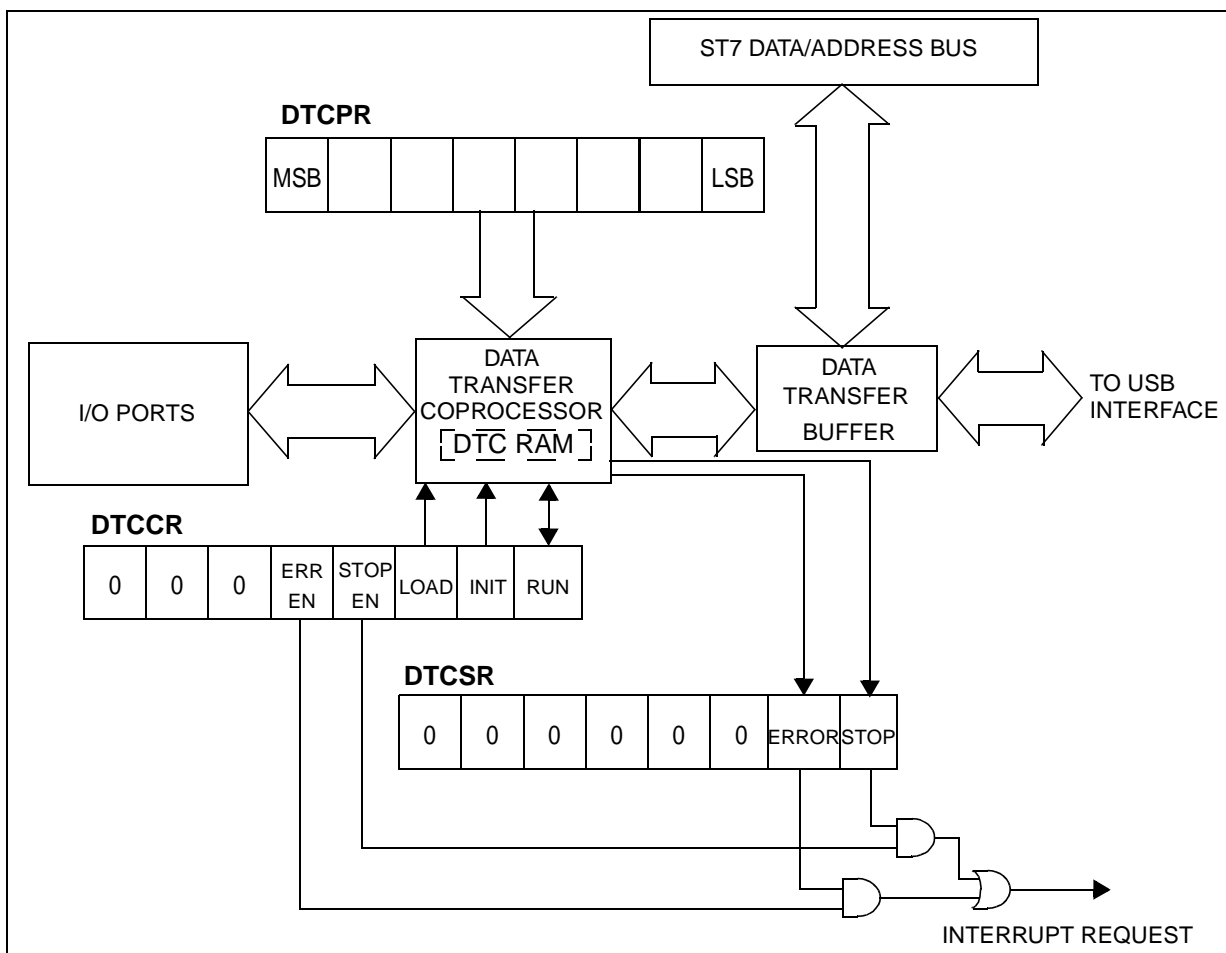 ST7 DATA/ADDRESS BUS
DTCPR
MSB LSB
I/O PORTS
DATA
TRANSFER
COPROCESSOR
DTC RAM
DATA
TRANSFER
BUFFER
TO USB
INTERFACE
DTCCR
0 0 0 ERR EN STOP EN LOAD INIT RUN
DTCSR
0 0 0 0 0 0 ERROR STOP
INTERRUPT REQUEST